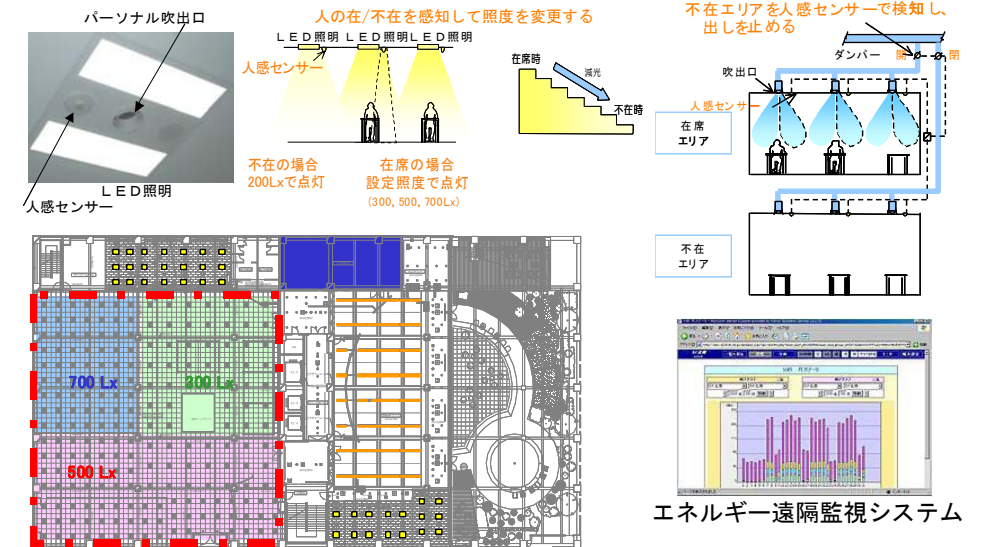 パーソナル吹出口
ＬＥＤ照明
人感センサー
人の在/不在を感知して照度を変更する
ＬＥＤ照明 ＬＥＤ照明ＬＥＤ照明
人感センサー
不在の場合
200Lxで点灯
在席の場合
設定照度で点灯
(300, 500, 700Lx)
在席時
減光
不在時
不在エリアを人感センサーで検知し、
出しを止める
ダンパー
開
閉
吹出口
人感センサー
在 席
エリア
不 在
エリア
700 Lx
300 Lx
500 Lx
エネルギー遠隔監視システム